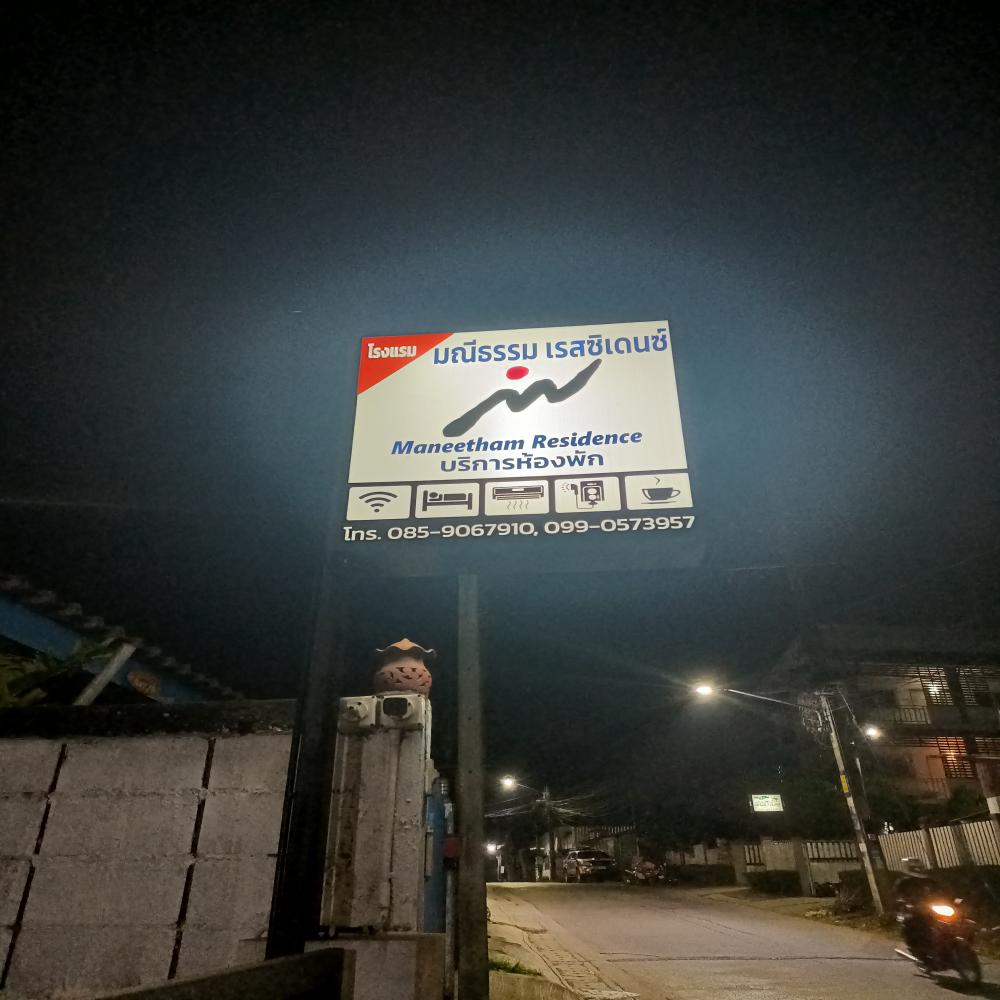 โรงแรม
มณีธรรม เรสซิเดนซ์
Maneetham Residence
บริการห้องพัก
โทร. 085-9067910, 099-0573957